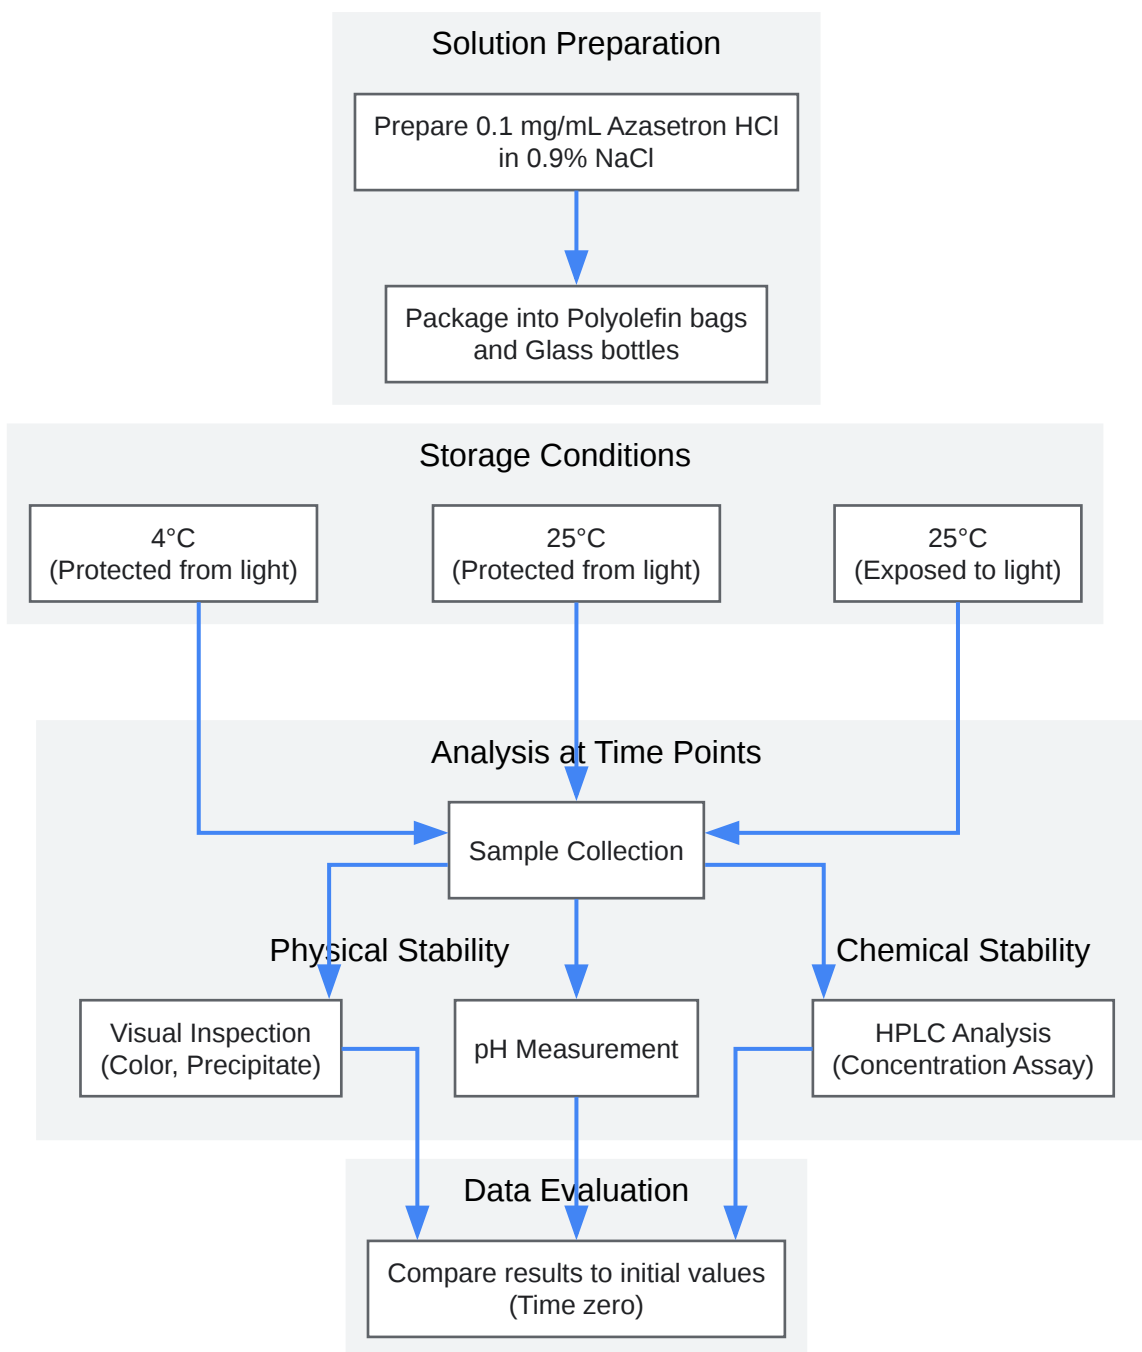 Solution Preparation
Prepare 0.1 mg/mL Azasetron HCl
in 0.9% NaCl
Package into Polyolefin bags
and Glass bottles
Storage Conditions
4°C
(Protected from light)
25°C
(Protected from light)
25°C
(Exposed to light)
Analysis at Time Points
Sample Collection
Physical Stability
Chemical Stability
Visual Inspection
(Color, Precipitate)
pH Measurement
HPLC Analysis
(Concentration Assay)
Data Evaluation
Compare results to initial values
(Time zero)